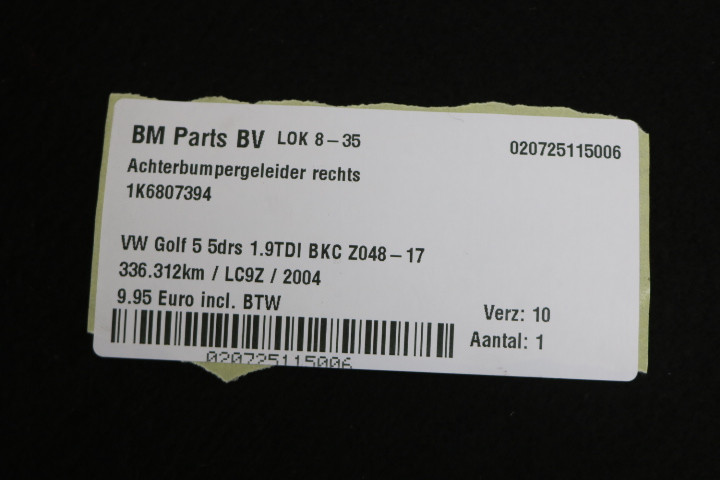 BM Parts BV LOK 8-35 020725115006
Achterbumpergeleider rechts
1K6807394
VW Golf 5 5drs 1.9TDI BKC Z048-17
336.312km / LC9Z / 2004
9.95 Euro incl. BTW
Verz: 10
Aantal: 1
020725115006